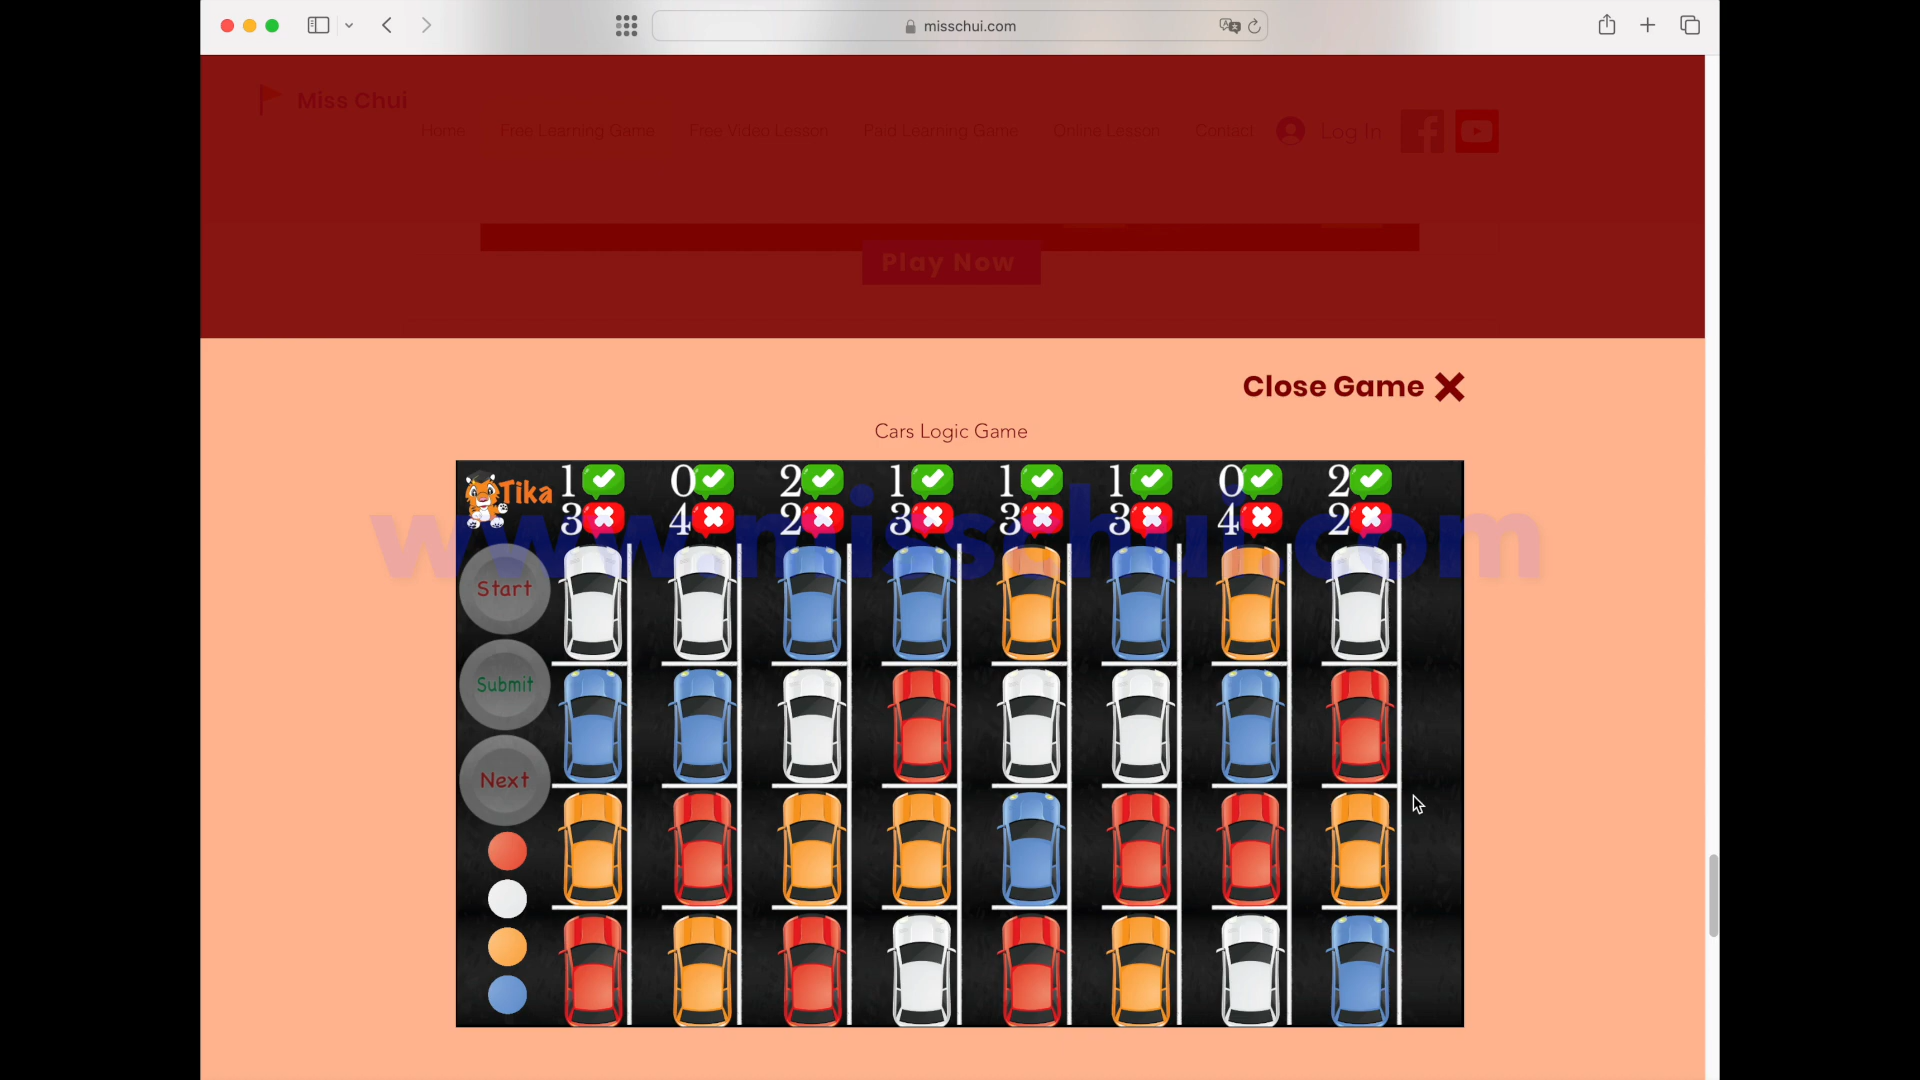 misschui.com
Miss Chui
Home Free Learning Game Free Video Lesson Paid Learning Game Online Lesson Contact Log In
Play Now
Close Game
Cars Logic Game
Tika
1 0 2 1 1 1 0 2
3 4 2 3 3 3 4 2
www.misschui.com
Start
Submit
Next